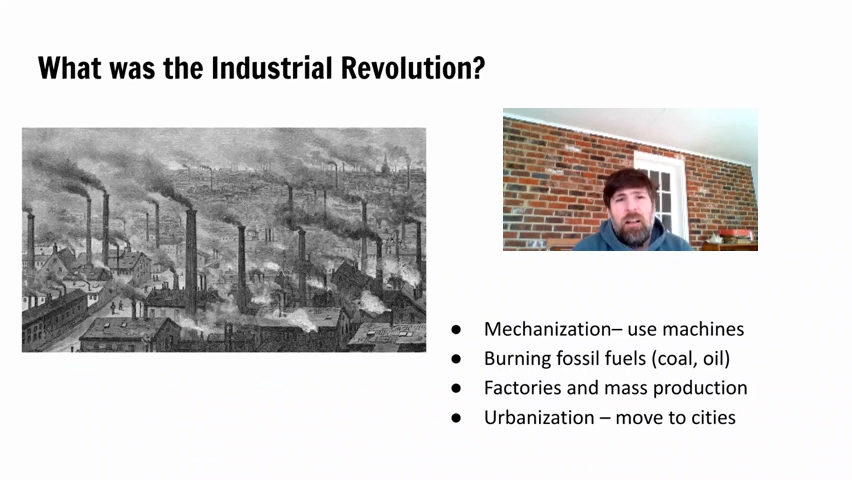 What was the Industrial Revolution?
● Mechanization– use machines
● Burning fossil fuels (coal, oil)
● Factories and mass production
● Urbanization – move to cities